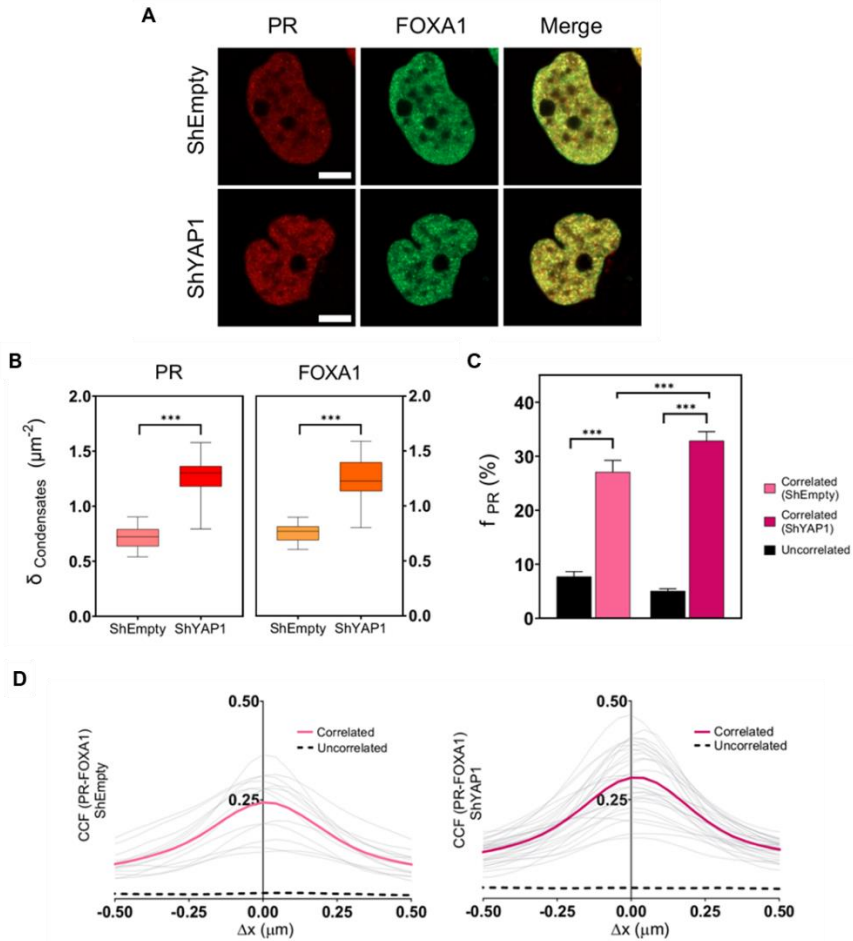 A
PR FOXA1 Merge
ShEmpty
ShYAP1
B
PR FOXA1
δ Condensates (µm-2)
2.0
1.5
1.0
0.5
0.0
***
***
2.0
1.5
1.0
0.5
0.0
ShEmpty ShYAP1 ShEmpty ShYAP1
C
f PR (%)
40
30
20
10
0
***
***
***
Correlated
(ShEmpty)
Correlated
(ShYAP1)
Uncorrelated
D
CCF (PR-FOXA1)
ShEmpty
0.50
0.25
Correlated
Uncorrelated
-0.50 -0.25 0.00 0.25 0.50
Δx (µm)
CCF (PR-FOXA1)
ShYAP1
0.50
0.25
Correlated
Uncorrelated
-0.50 -0.25 0.00 0.25 0.50
Δx (µm)